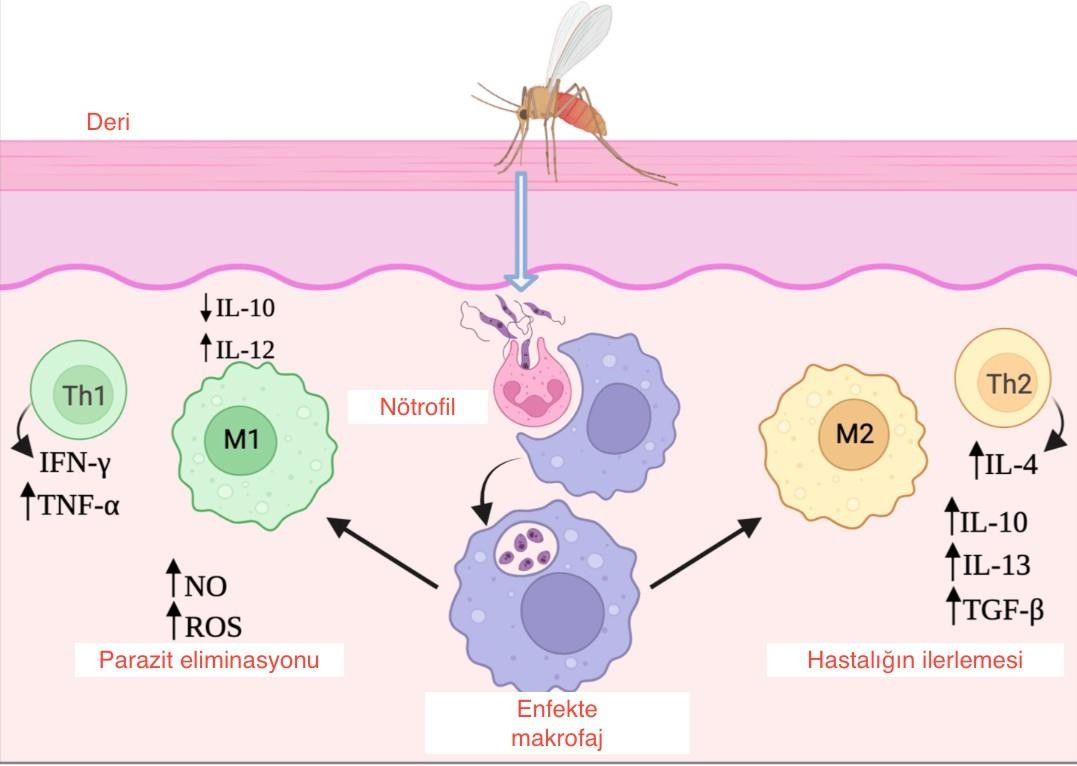 Deri
↓IL-10
↑IL-12
Th1
M1
IFN-γ
↑TNF-α
↑NO
↑ROS
Parazit eliminasyonu
Nötrofil
Enfekte
makrofaj
M2
Th2
↑IL-4
↑IL-10
↑IL-13
↑TGF-β
Hastalığın ilerlemesi